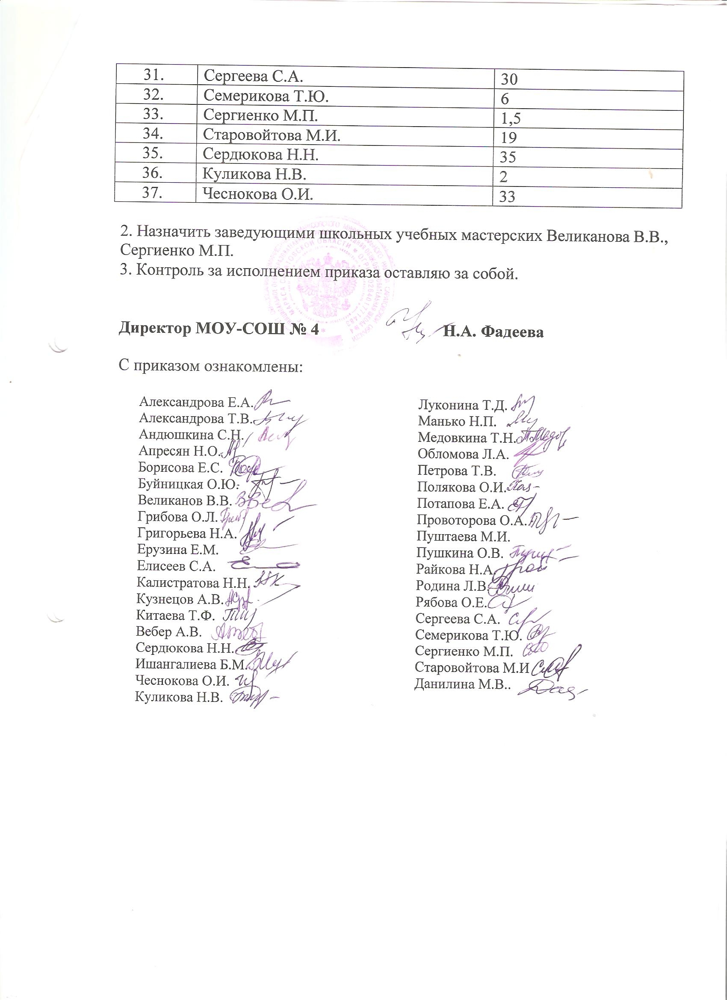 31. Сергеева С.А. 30
32. Семерикова Т.Ю. 6
33. Сергиенко М.П. 1,5
34. Старовойтова М.И. 19
35. Сердюкова Н.Н. 35
36. Куликова Н.В. 2
37. Чеснокова О.И. 33
2. Назначить заведующими школьных учебных мастерских Великанова В.В.,
Сергиенко М.П.
3. Контроль за исполнением приказа оставляю за собой.
Директор МОУ-СОШ № 4 Н.А. Фадеева
С приказом ознакомлены:
Александрова Е.А.
Александрова Т.В.
Андюшкина С.Н.
Апресян Н.О.
Борисова Е.С.
Буйницкая О.Ю.
Великанов В.В.
Грибова О.Л.
Григорьева Н.А.
Ерузина Е.М.
Елисеев С.А.
Калистратова Н.Н.
Кузнецов А.В.
Китаева Т.Ф.
Вебер А.В.
Сердюкова Н.Н.
Ишангалиева Б.М.
Чеснокова О.И.
Куликова Н.В.
Луконина Т.Д.
Манько Н.П.
Медовкина Т.Н.
Обломова Л.А.
Петрова Т.В.
Полякова О.И.
Потапова Е.А.
Провоторова О.А.
Пуштаева М.И.
Пушкина О.В.
Райкова Н.А.
Родина Л.В.
Рябова О.Е.
Сергеева С.А.
Семерикова Т.Ю.
Сергиенко М.П.
Старовойтова М.И
Данилина М.В..